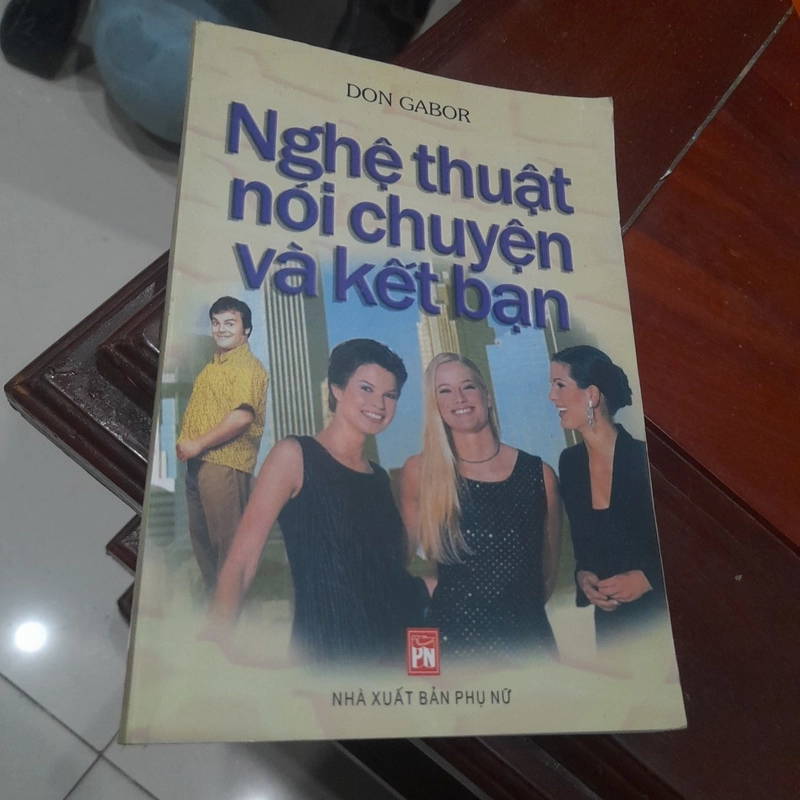 DON GABOR
Nghệ thuật
nói chuyện
và kết bạn
PN
NHÀ XUẤT BẢN PHỤ NỮ